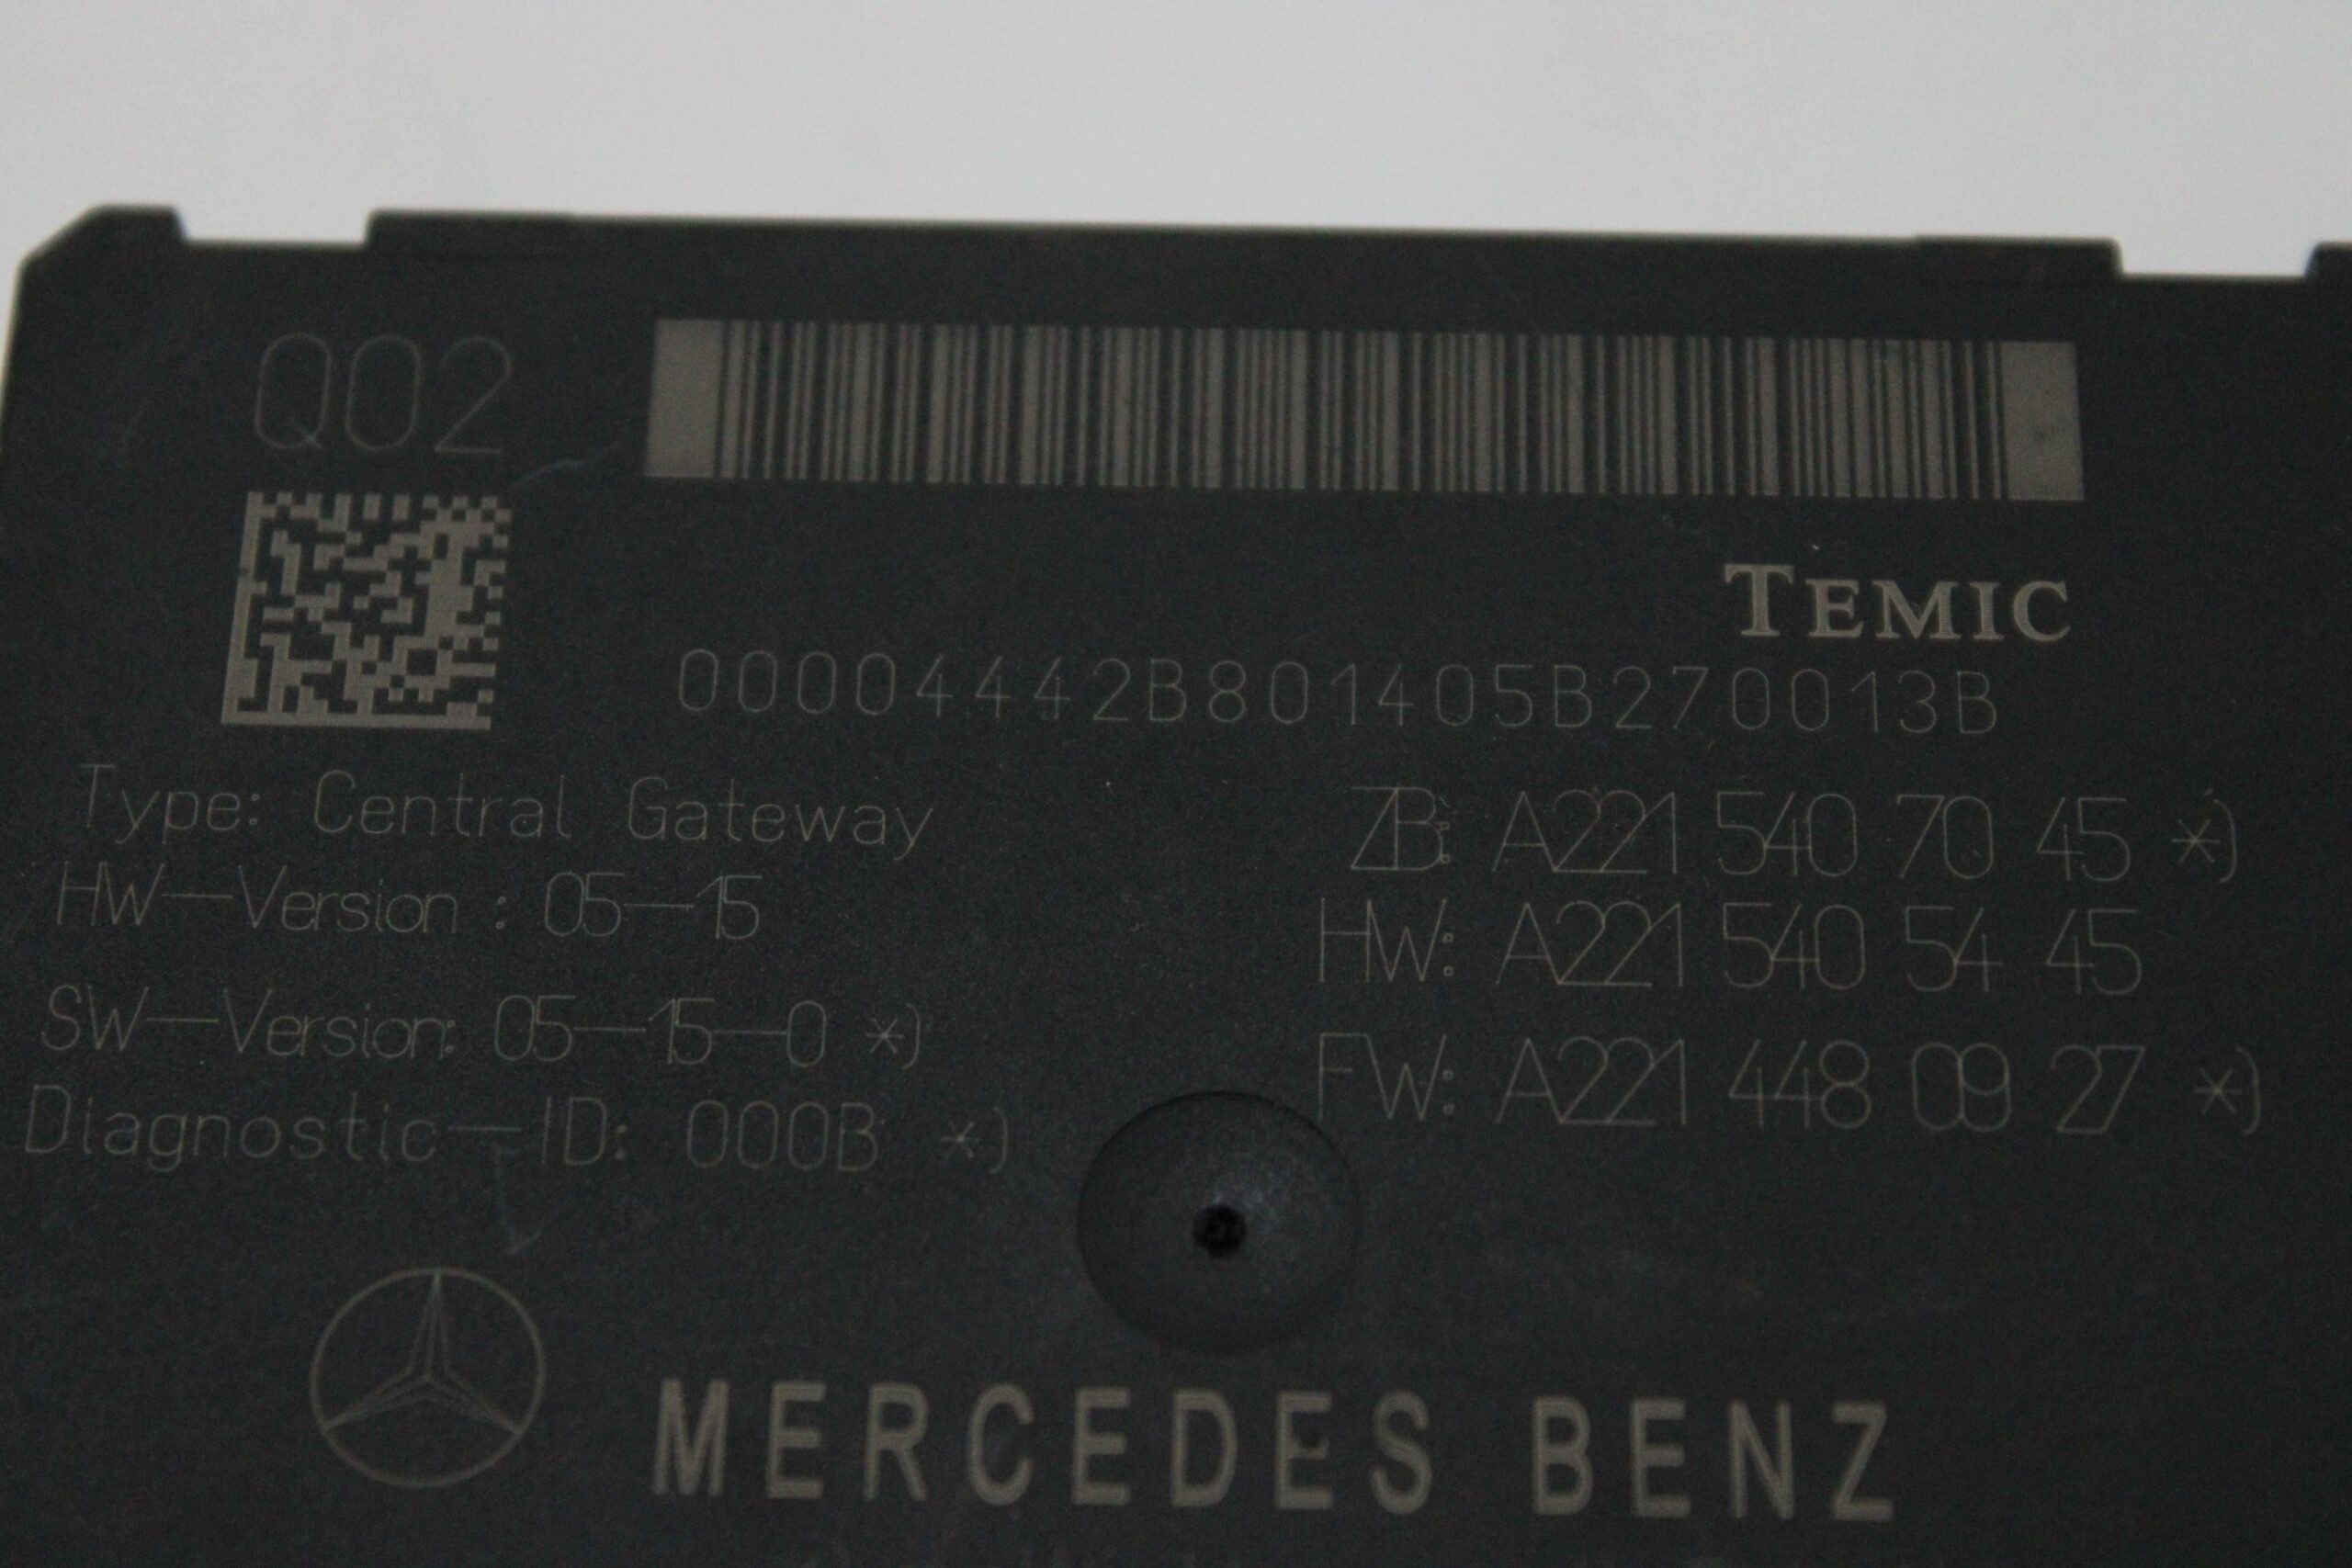 Q02
TEMIC
00004442B801405B270013B
Type: Central Gateway
HW-Version : 05-15
SW-Version: 05-15-0 *)
Diagnostic-ID: 000B *)
ZB: A221 540 70 45 *)
HW: A221 540 54 45
FW: A221 448 09 27 *)
MERCEDES BENZ